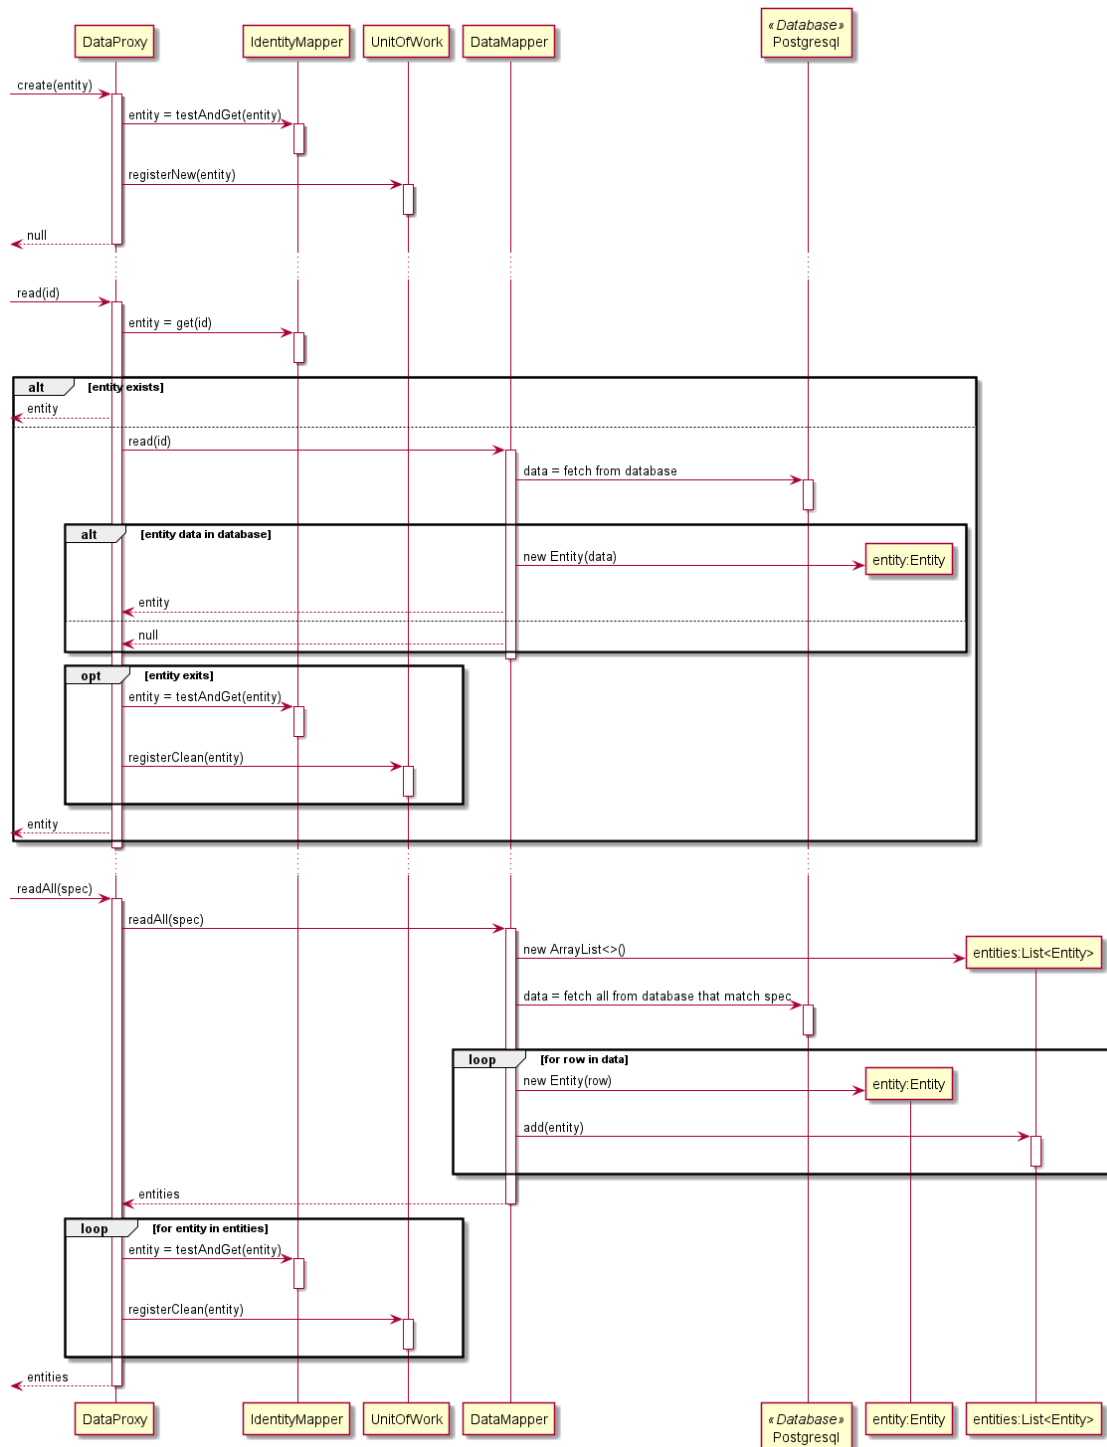 DataProxy
IdentityMapper
UnitOfWork
DataMapper
«Database»
Postgresql
create(entity)
entity = testAndGet(entity)
registerNew(entity)
null
read(id)
entity = get(id)
alt [entity exists]
entity
read(id)
data = fetch from database
alt [entity data in database]
new Entity(data)
entity:Entity
entity
null
opt [entity exits]
entity = testAndGet(entity)
registerClean(entity)
entity
readAll(spec)
readAll(spec)
new ArrayList<>()
entities:List<Entity>
data = fetch all from database that match spec
loop [for row in data]
new Entity(row)
entity:Entity
add(entity)
entities
loop [for entity in entities]
entity = testAndGet(entity)
registerClean(entity)
entities
DataProxy
IdentityMapper
UnitOfWork
DataMapper
«Database»
Postgresql
entity:Entity
entities:List<Entity>